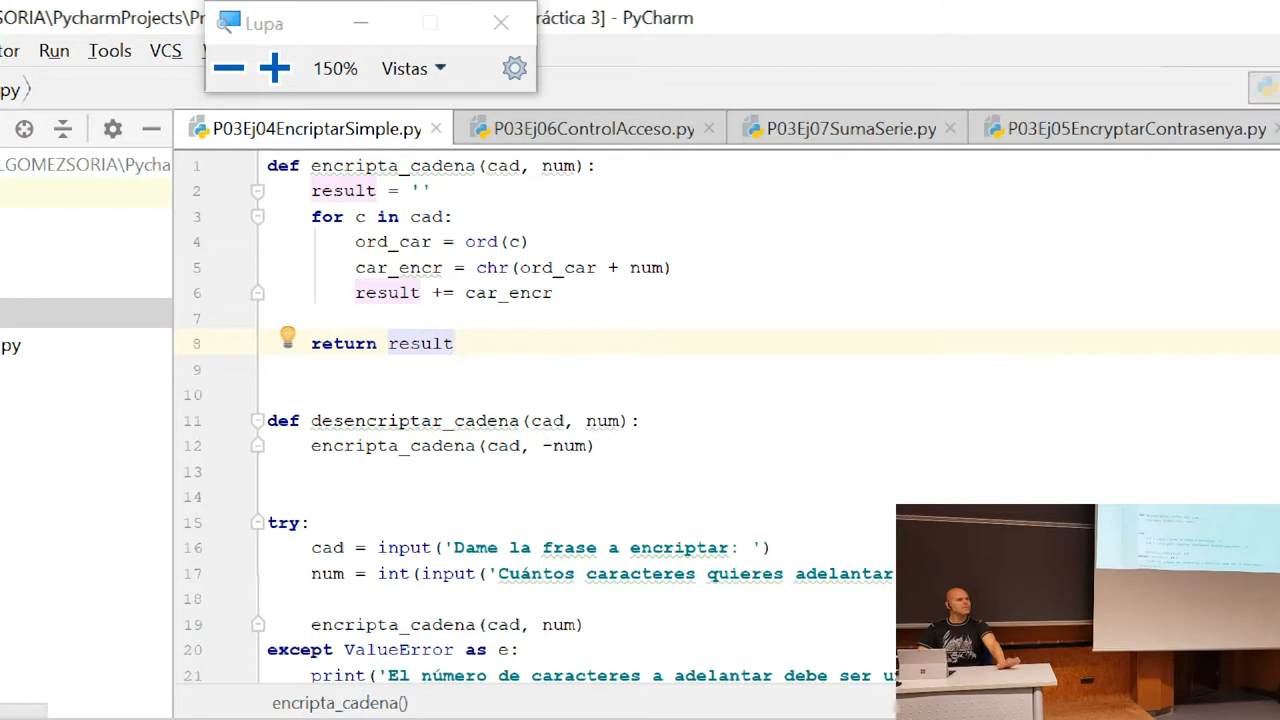 SORIA\PycharmProjects\Pr
áctica 3] - PyCharm
Lupa
tor Run Tools VCS
150% Vistas
py
P03Ej04EncriptarSimple.py
P03Ej06ControlAcceso.py
P03Ej07SumaSerie.py
P03Ej05EncryptarContrasenya.py
LGOMEZSORIA\Pycha
py
1 def encripta_cadena(cad, num):
2 result = ''
3 for c in cad:
4 ord_car = ord(c)
5 car_encr = chr(ord_car + num)
6 result += car_encr
7
8 return result
9
10
11 def desencriptar_cadena(cad, num):
12 encripta_cadena(cad, -num)
13
14
15 try:
16 cad = input('Dame la frase a encriptar: ')
17 num = int(input('Cuántos caracteres quieres adelantar
18
19 encripta_cadena(cad, num)
20 except ValueError as e:
21 print('El número de caracteres a adelantar debe ser u
encripta_cadena()